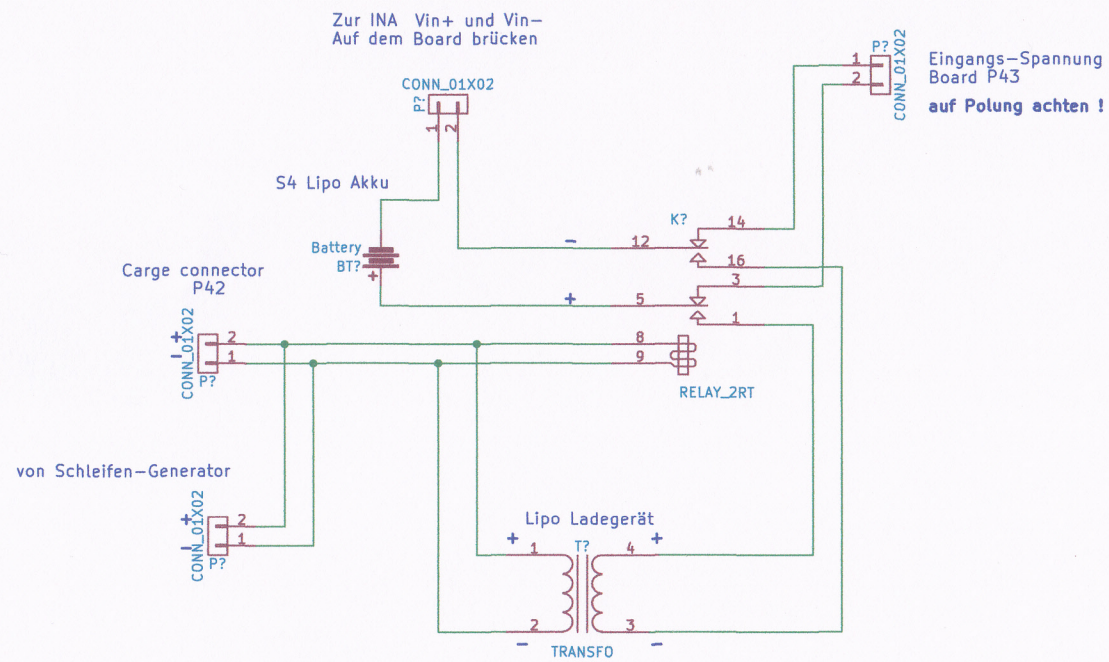 Zur INA Vin+ und Vin-
Auf dem Board brücken
CONN_01X02
P?
1
2
P?
1
2
CONN_01X02
Eingangs-Spannung
Board P43
auf Polung achten !
S4 Lipo Akku
Battery
BT?
+
K?
14
- 12
16
3
+ 5
1
Carge connector
P42
CONN_01X02
+ 2
- 1
P?
8
9
RELAY_2RT
von Schleifen-Generator
CONN_01X02
+ 2
- 1
P?
Lipo Ladegerät
+ 1 T? 4 +
2 3
- -
TRANSFO